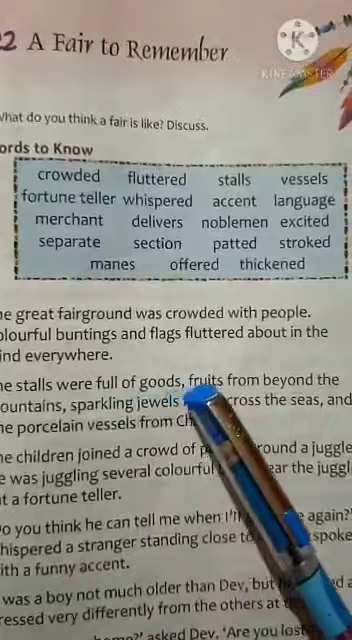 2 A Fair to Remember
K
KINEMASTER
What do you think a fair is like? Discuss.
ords to Know
crowded fluttered stalls vessels
fortune teller whispered accent language
merchant delivers noblemen excited
separate section patted stroked
manes offered thickened
he great fairground was crowded with people.
olourful buntings and flags fluttered about in the
ind everywhere.
he stalls were full of goods, fruits from beyond the
ountains, sparkling jewels cross the seas, and
ne porcelain vessels from Ch
he children joined a crowd of p round a juggle
e was juggling several colourful ear the juggl
at a fortune teller.
o you think he can tell me when I'll e again?'
hispered a stranger standing close to spoke
ith a funny accent.
was a boy not much older than Dev, but d a
ressed very differently from the others at
asked Dev. 'Are you lost